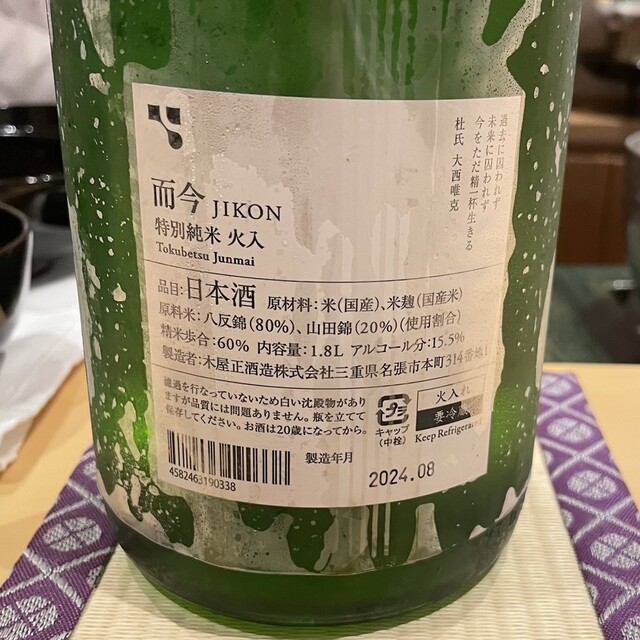 過去に囚われず
未来に囚われず
今をただ精一杯生きる
杜氏 大西唯克
而今 JIKON
特別純米 火入
Tokubetsu Junmai
品目:日本酒 原材料:米(国産)、米麹(国産米)
原料米:八反錦(80%)、山田錦(20%)(使用割合)
精米歩合:60% 内容量:1.8L アルコール分:15.5%
製造者:木屋正酒造株式会社三重県名張市本町314番地1
濾過を行なっていないため白い沈殿物があり
ますが品質には問題ありません。瓶を立てて
保存してください。お酒は20歳になってから。
キャップ
(中栓)
火入れ
要冷蔵
Keep Refrigerated
4582463190338
製造年月
2024.08